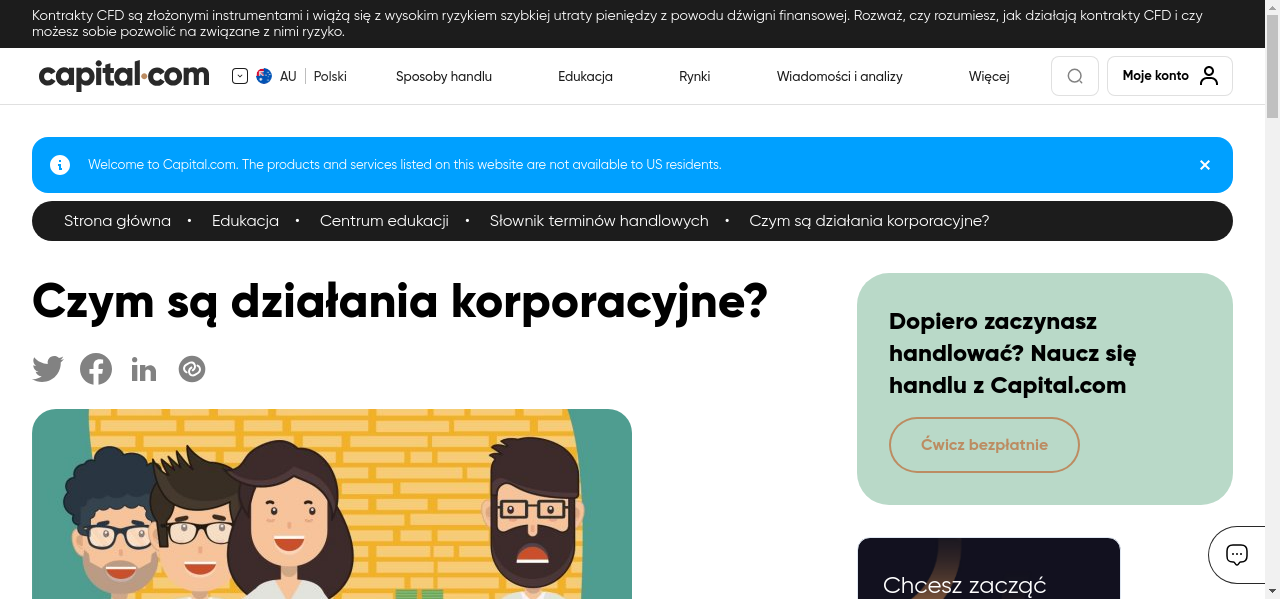 Kontrakty CFD są złożonymi instrumentami i wiążą się z wysokim ryzykiem szybkiej utraty pieniędzy z powodu dźwigni finansowej. Rozważ, czy rozumiesz, jak działają kontrakty CFD i czy
możesz sobie pozwolić na związane z nimi ryzyko.
capital.com AU Polski Sposoby handlu Edukacja Rynki Wiadomości i analizy Więcej Moje konto
Welcome to Capital.com. The products and services listed on this website are not available to US residents.
Strona główna • Edukacja • Centrum edukacji • Słownik terminów handlowych • Czym są działania korporacyjne?
Czym są działania korporacyjne?
Dopiero zaczynasz
handlować? Naucz się
handlu z Capital.com
Ćwicz bezpłatnie
Chcesz zacząć